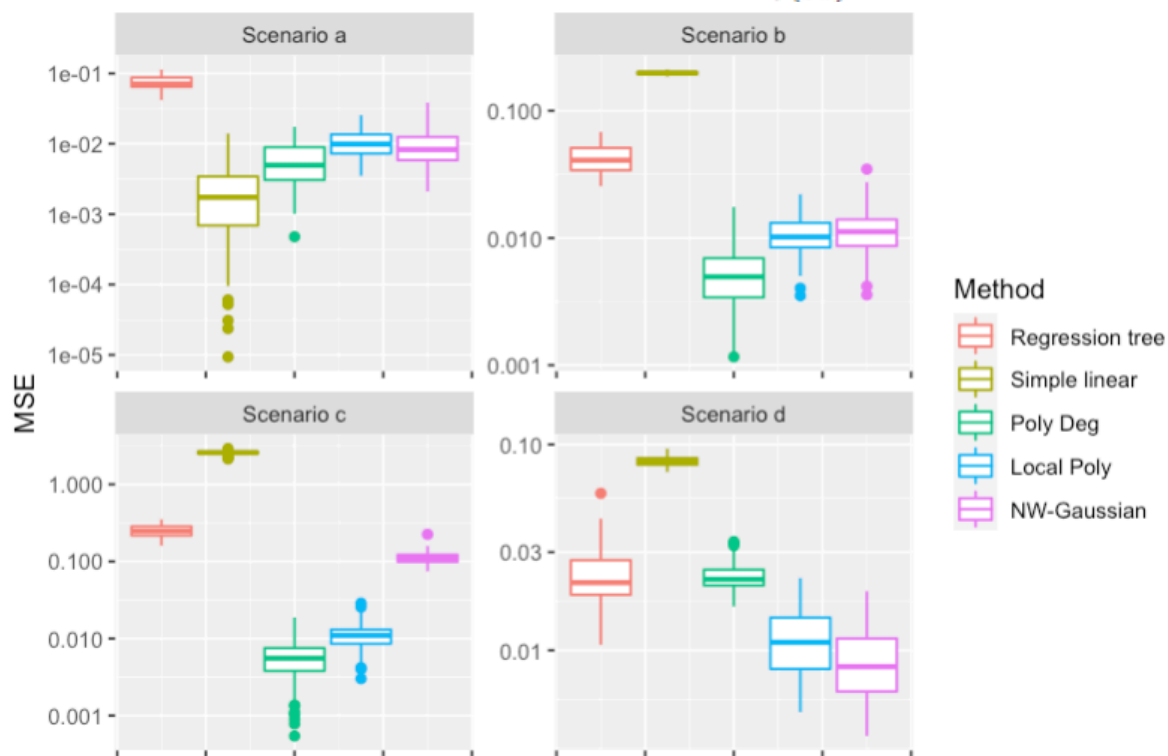 Scenario a
Scenario b
1e-01
1e-02
1e-03
1e-04
1e-05
0.100
0.010
0.001
MSE
Scenario c
Scenario d
1.000
0.100
0.010
0.001
0.10
0.03
0.01
Method
Regression tree
Simple linear
Poly Deg
Local Poly
NW-Gaussian